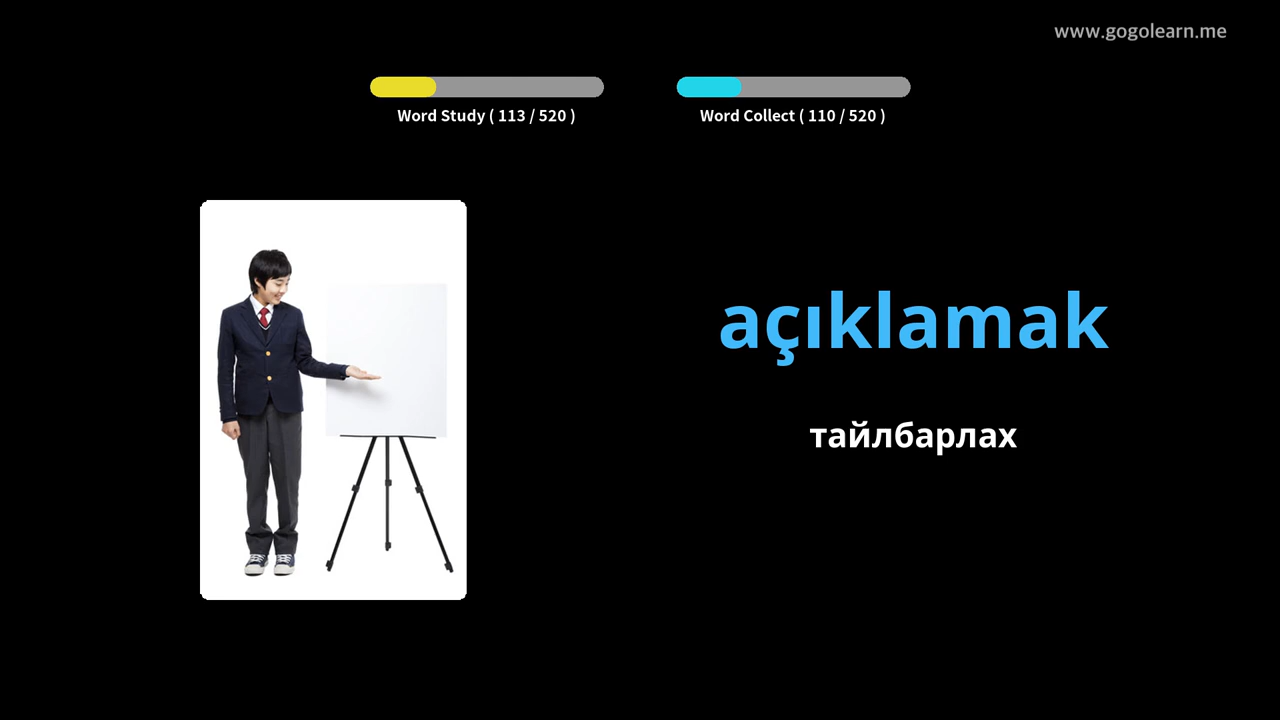 www.gogolearn.me
Word Study ( 113 / 520 )
Word Collect ( 110 / 520 )
açıklamak
тайлбарлах